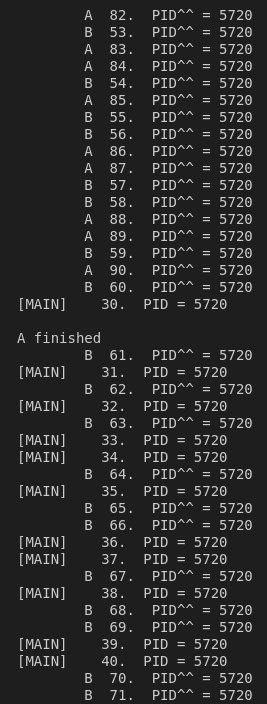 A  82.  PID^^ = 5720
B  53.  PID^^ = 5720
A  83.  PID^^ = 5720
A  84.  PID^^ = 5720
B  54.  PID^^ = 5720
A  85.  PID^^ = 5720
B  55.  PID^^ = 5720
B  56.  PID^^ = 5720
A  86.  PID^^ = 5720
A  87.  PID^^ = 5720
B  57.  PID^^ = 5720
B  58.  PID^^ = 5720
A  88.  PID^^ = 5720
A  89.  PID^^ = 5720
B  59.  PID^^ = 5720
A  90.  PID^^ = 5720
B  60.  PID^^ = 5720
[MAIN]    30.  PID = 5720
A finished
B  61.  PID^^ = 5720
[MAIN]    31.  PID = 5720
B  62.  PID^^ = 5720
[MAIN]    32.  PID = 5720
B  63.  PID^^ = 5720
[MAIN]    33.  PID = 5720
[MAIN]    34.  PID = 5720
B  64.  PID^^ = 5720
[MAIN]    35.  PID = 5720
B  65.  PID^^ = 5720
B  66.  PID^^ = 5720
[MAIN]    36.  PID = 5720
[MAIN]    37.  PID = 5720
B  67.  PID^^ = 5720
[MAIN]    38.  PID = 5720
B  68.  PID^^ = 5720
B  69.  PID^^ = 5720
[MAIN]    39.  PID = 5720
[MAIN]    40.  PID = 5720
B  70.  PID^^ = 5720
B  71.  PID^^ = 5720